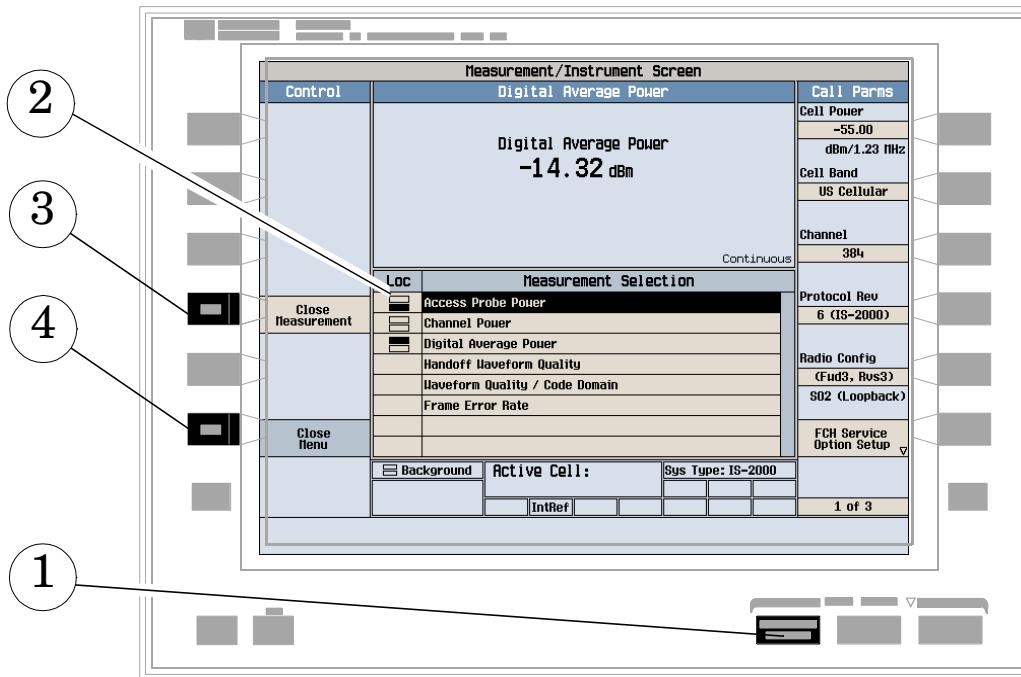 Measurement/Instrument Screen
Control
Digital Average Power
Call Parms
Digital Average Power
-14.32 dBm
Continuous
Cell Power
-55.00
dBm/1.23 MHz
Cell Band
US Cellular
Channel
384
Protocol Rev
6 (IS-2000)
Radio Config
(Fwd3, Rvs3)
SO2 (Loopback)
FCH Service
Option Setup
1 of 3
Close
Measurement
Close
Menu
Loc
Measurement Selection
Access Probe Power
Channel Power
Digital Average Power
Handoff Waveform Quality
Waveform Quality / Code Domain
Frame Error Rate
Background
Active Cell:
Sys Type: IS-2000
IntRef
2
3
4
1